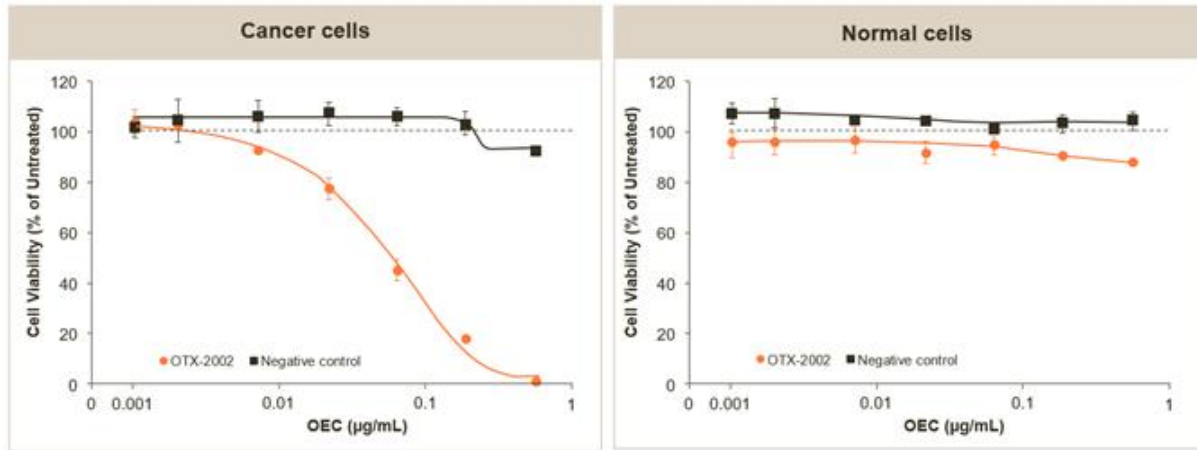 Cancer cells
Cell Viability (% of Untreated)
120
100
80
60
40
20
0
OTX-2002 Negative control
0 0.001 0.01 0.1 1
OEC (µg/mL)
Normal cells
Cell Viability (% of Untreated)
120
100
80
60
40
20
0
OTX-2002 Negative control
0 0.001 0.01 0.1 1
OEC (µg/mL)